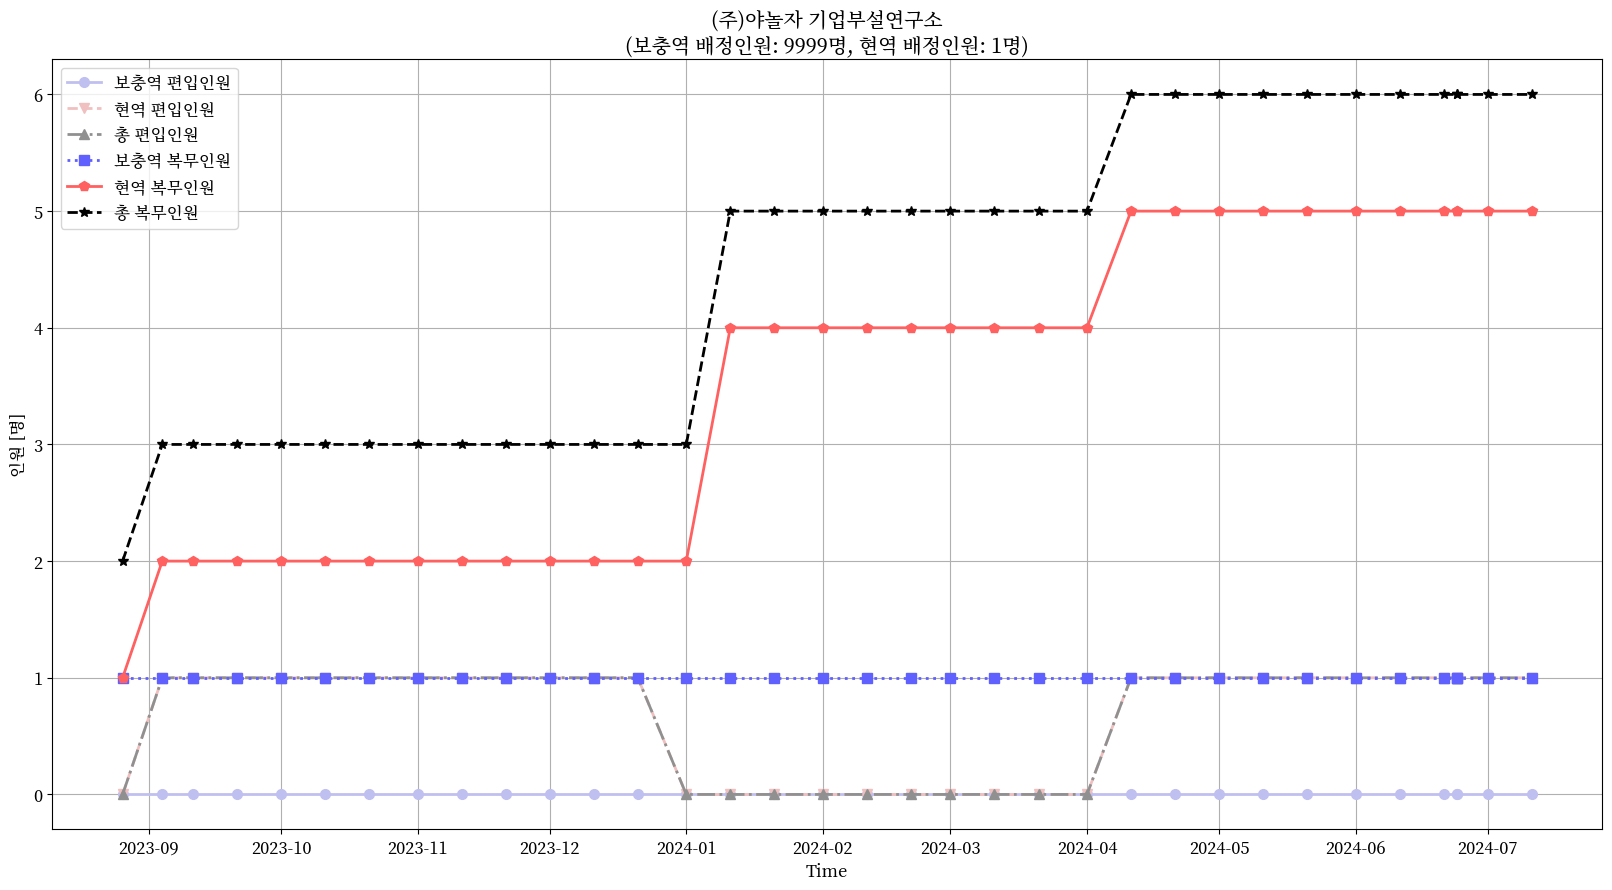 (주)야놀자 기업부설연구소
(보충역 배정인원: 9999명, 현역 배정인원: 1명)
보충역 편입인원
현역 편입인원
총 편입인원
보충역 복무인원
현역 복무인원
총 복무인원
6
5
4
3
2
1
0
인원 [명]
2023-09
2023-10
2023-11
2023-12
2024-01
2024-02
2024-03
2024-04
2024-05
2024-06
2024-07
Time